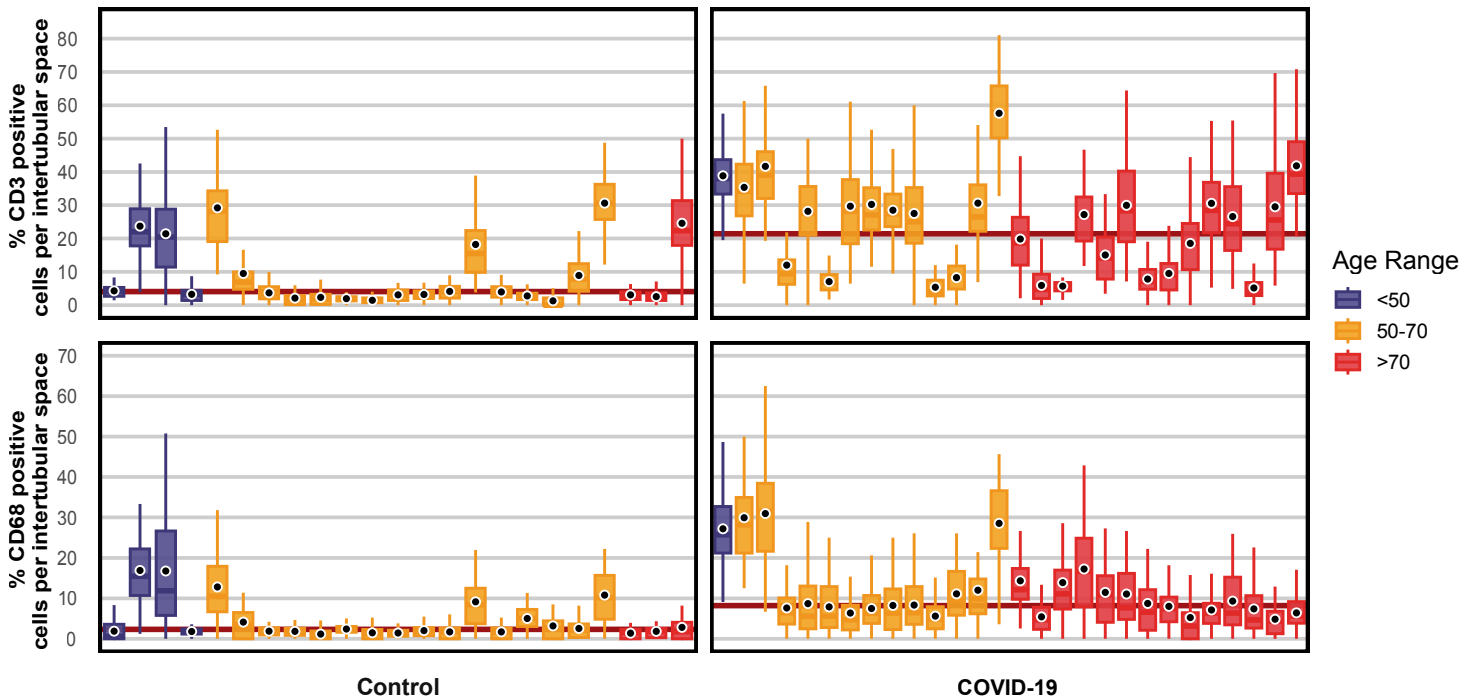 % CD3 positive
cells per intertubular space
80
70
60
50
40
30
20
10
0
% CD68 positive
cells per intertubular space
70
60
50
40
30
20
10
0
Control
COVID-19
Age Range
<50
50-70
>70